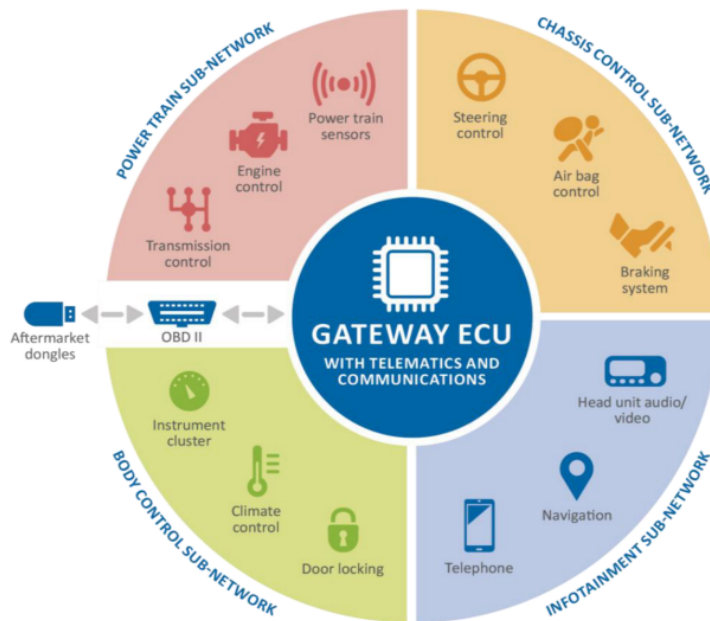 POWER TRAIN SUB-NETWORK
Power train
sensors
Engine
control
Transmission
control
CHASSIS CONTROL SUB-NETWORK
Steering
control
Air bag
control
Braking
system
Aftermarket
dongles
OBD II
GATEWAY ECU
WITH TELEMATICS AND
COMMUNICATIONS
BODY CONTROL SUB-NETWORK
Instrument
cluster
Climate
control
Door locking
INFOTAINMENT SUB-NETWORK
Head unit audio/
video
Navigation
Telephone